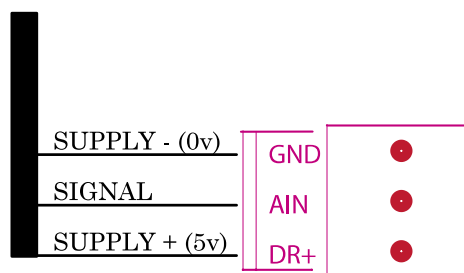 SUPPLY - (0v)
GND
SIGNAL
AIN
SUPPLY + (5v)
DR+